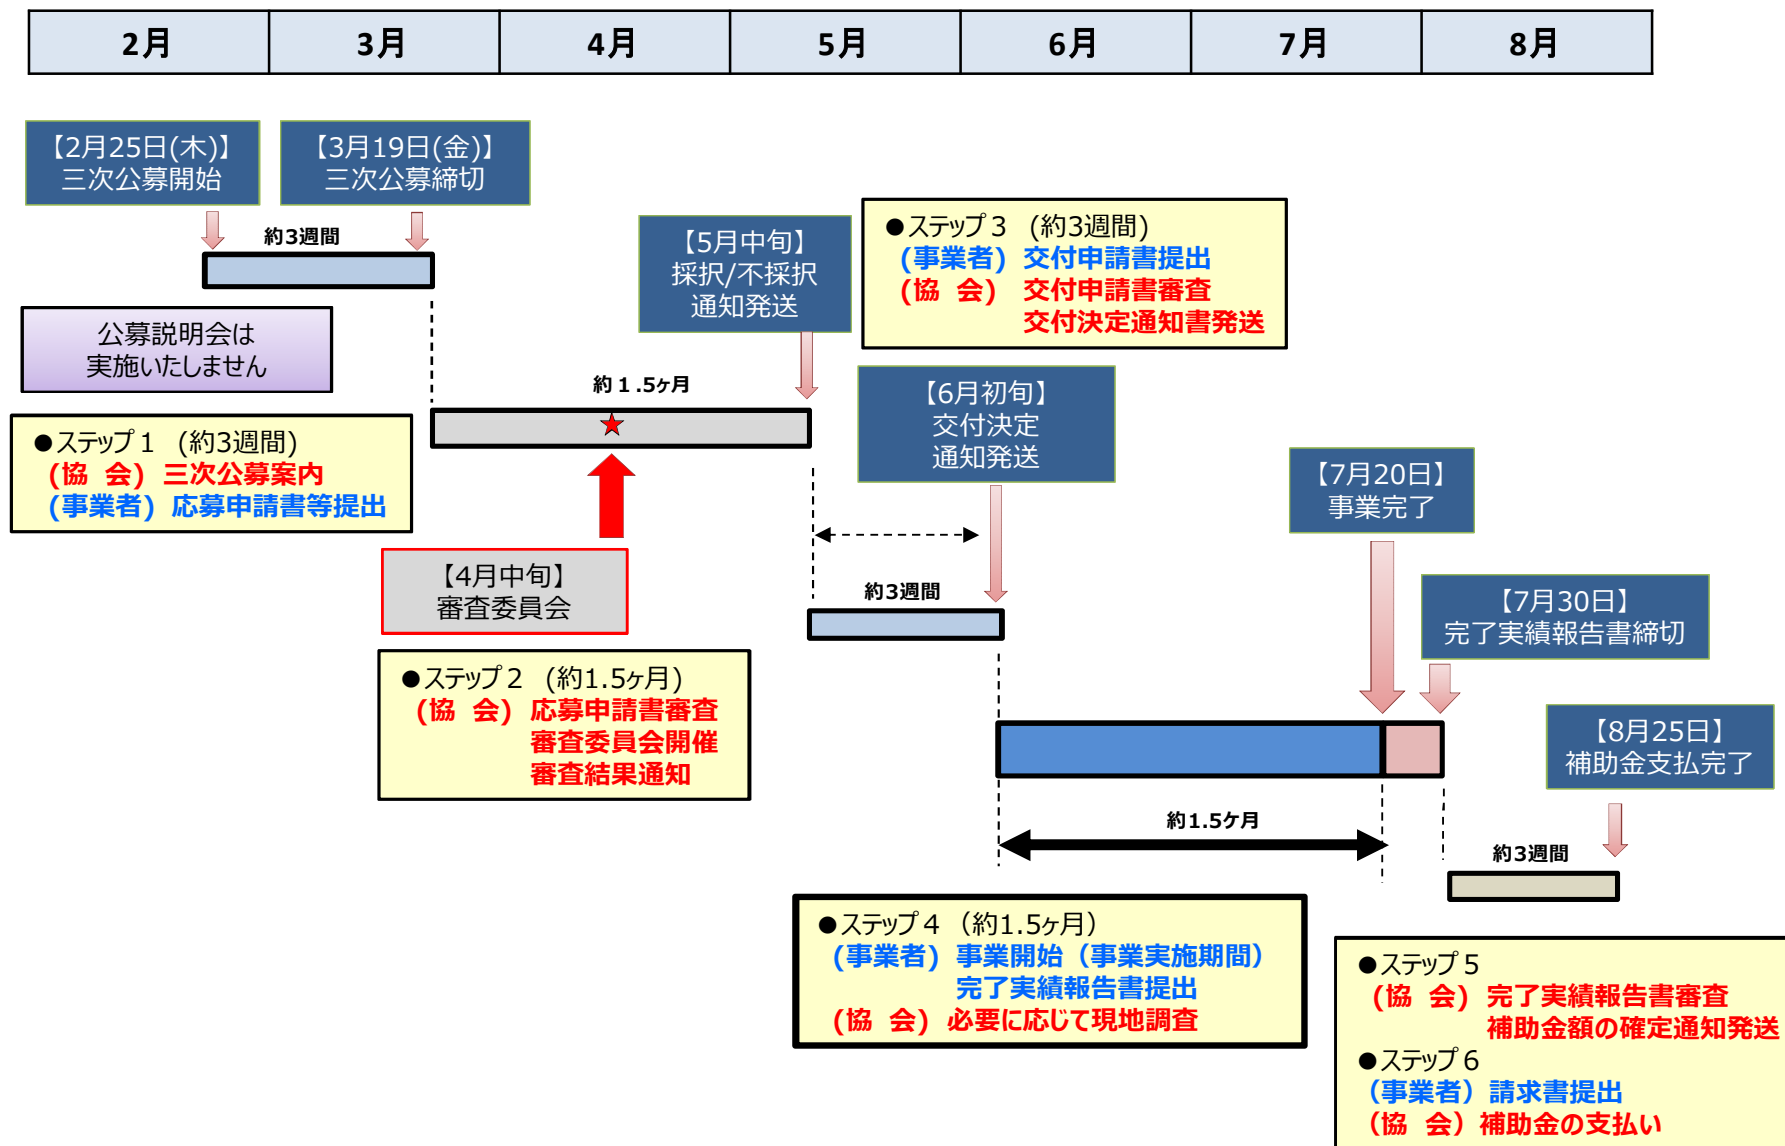 2月 3月 4月 5月 6月 7月 8月
【2月25日(木)】
三次公募開始
【3月19日(金)】
三次公募締切
約3週間
公募説明会は
実施いたしません
●ステップ１ (約3週間)
(協 会) 三次公募案内
(事業者) 応募申請書等提出
【5月中旬】
採択/不採択
通知発送
約１.5ヶ月
【4月中旬】
審査委員会
●ステップ２ (約1.5ヶ月)
(協 会) 応募申請書審査
審査委員会開催
審査結果通知
●ステップ３ (約3週間)
(事業者) 交付申請書提出
(協 会) 交付申請書審査
交付決定通知書発送
【6月初旬】
交付決定
通知発送
約3週間
【7月20日】
事業完了
【7月30日】
完了実績報告書締切
【8月25日】
補助金支払完了
約1.5ケ月
約3週間
●ステップ４ （約1.5ヶ月）
(事業者) 事業開始（事業実施期間）
完了実績報告書提出
(協 会) 必要に応じて現地調査
●ステップ５
(協 会) 完了実績報告書審査
補助金額の確定通知発送
●ステップ６
（事業者）請求書提出
（協 会）補助金の支払い